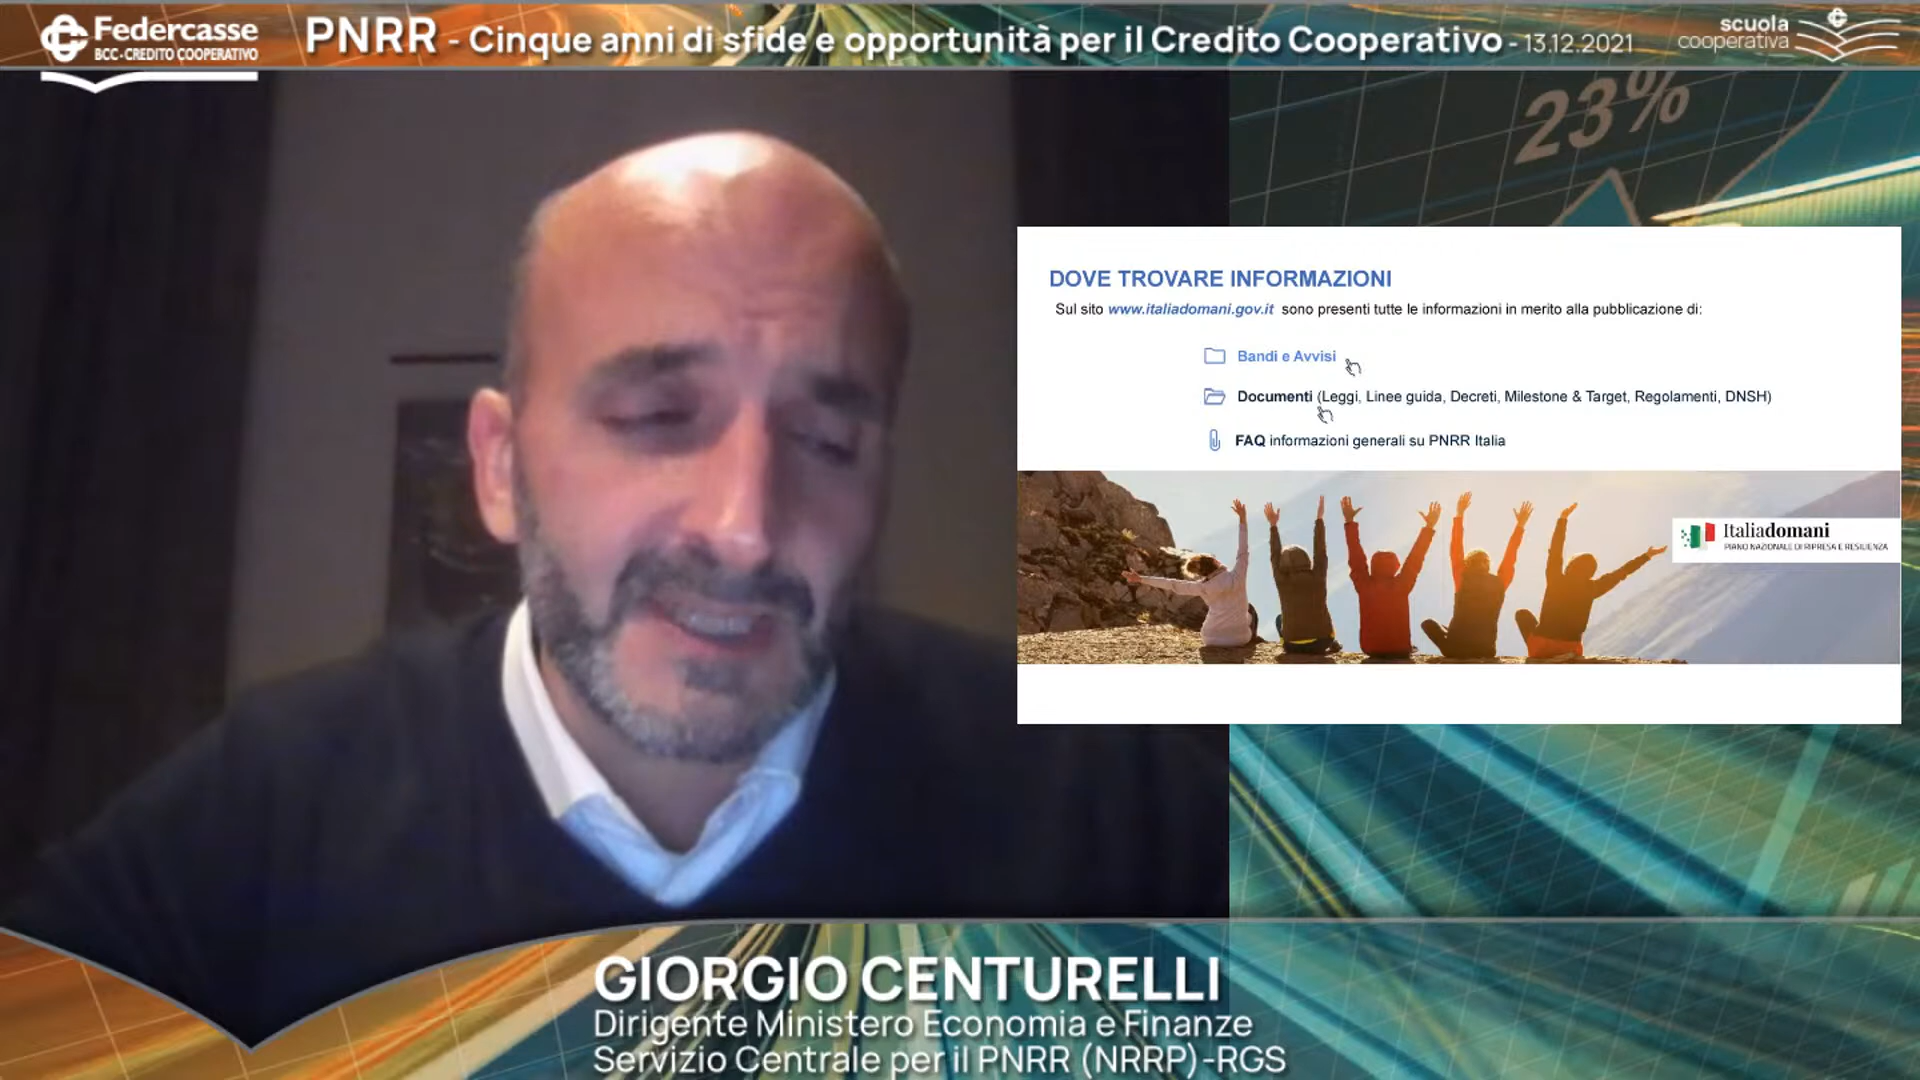 Federcasse
BCC-CREDITO COOPERATIVO
PNRR - Cinque anni di sfide e opportunità per il Credito Cooperativo - 13.12.2021
scuola
cooperativa
23%
DOVE TROVARE INFORMAZIONI
Sul sito www.italiadomani.gov.it sono presenti tutte le informazioni in merito alla pubblicazione di:
Bandi e Avvisi
Documenti (Leggi, Linee guida, Decreti, Milestone & Target, Regolamenti, DNSH)
FAQ informazioni generali su PNRR Italia
Italiadomani
PIANO NAZIONALE DI RIPRESA E RESILIENZA
GIORGIO CENTURELLI
Dirigente Ministero Economia e Finanze
Servizio Centrale per il PNRR (NRRP)-RGS